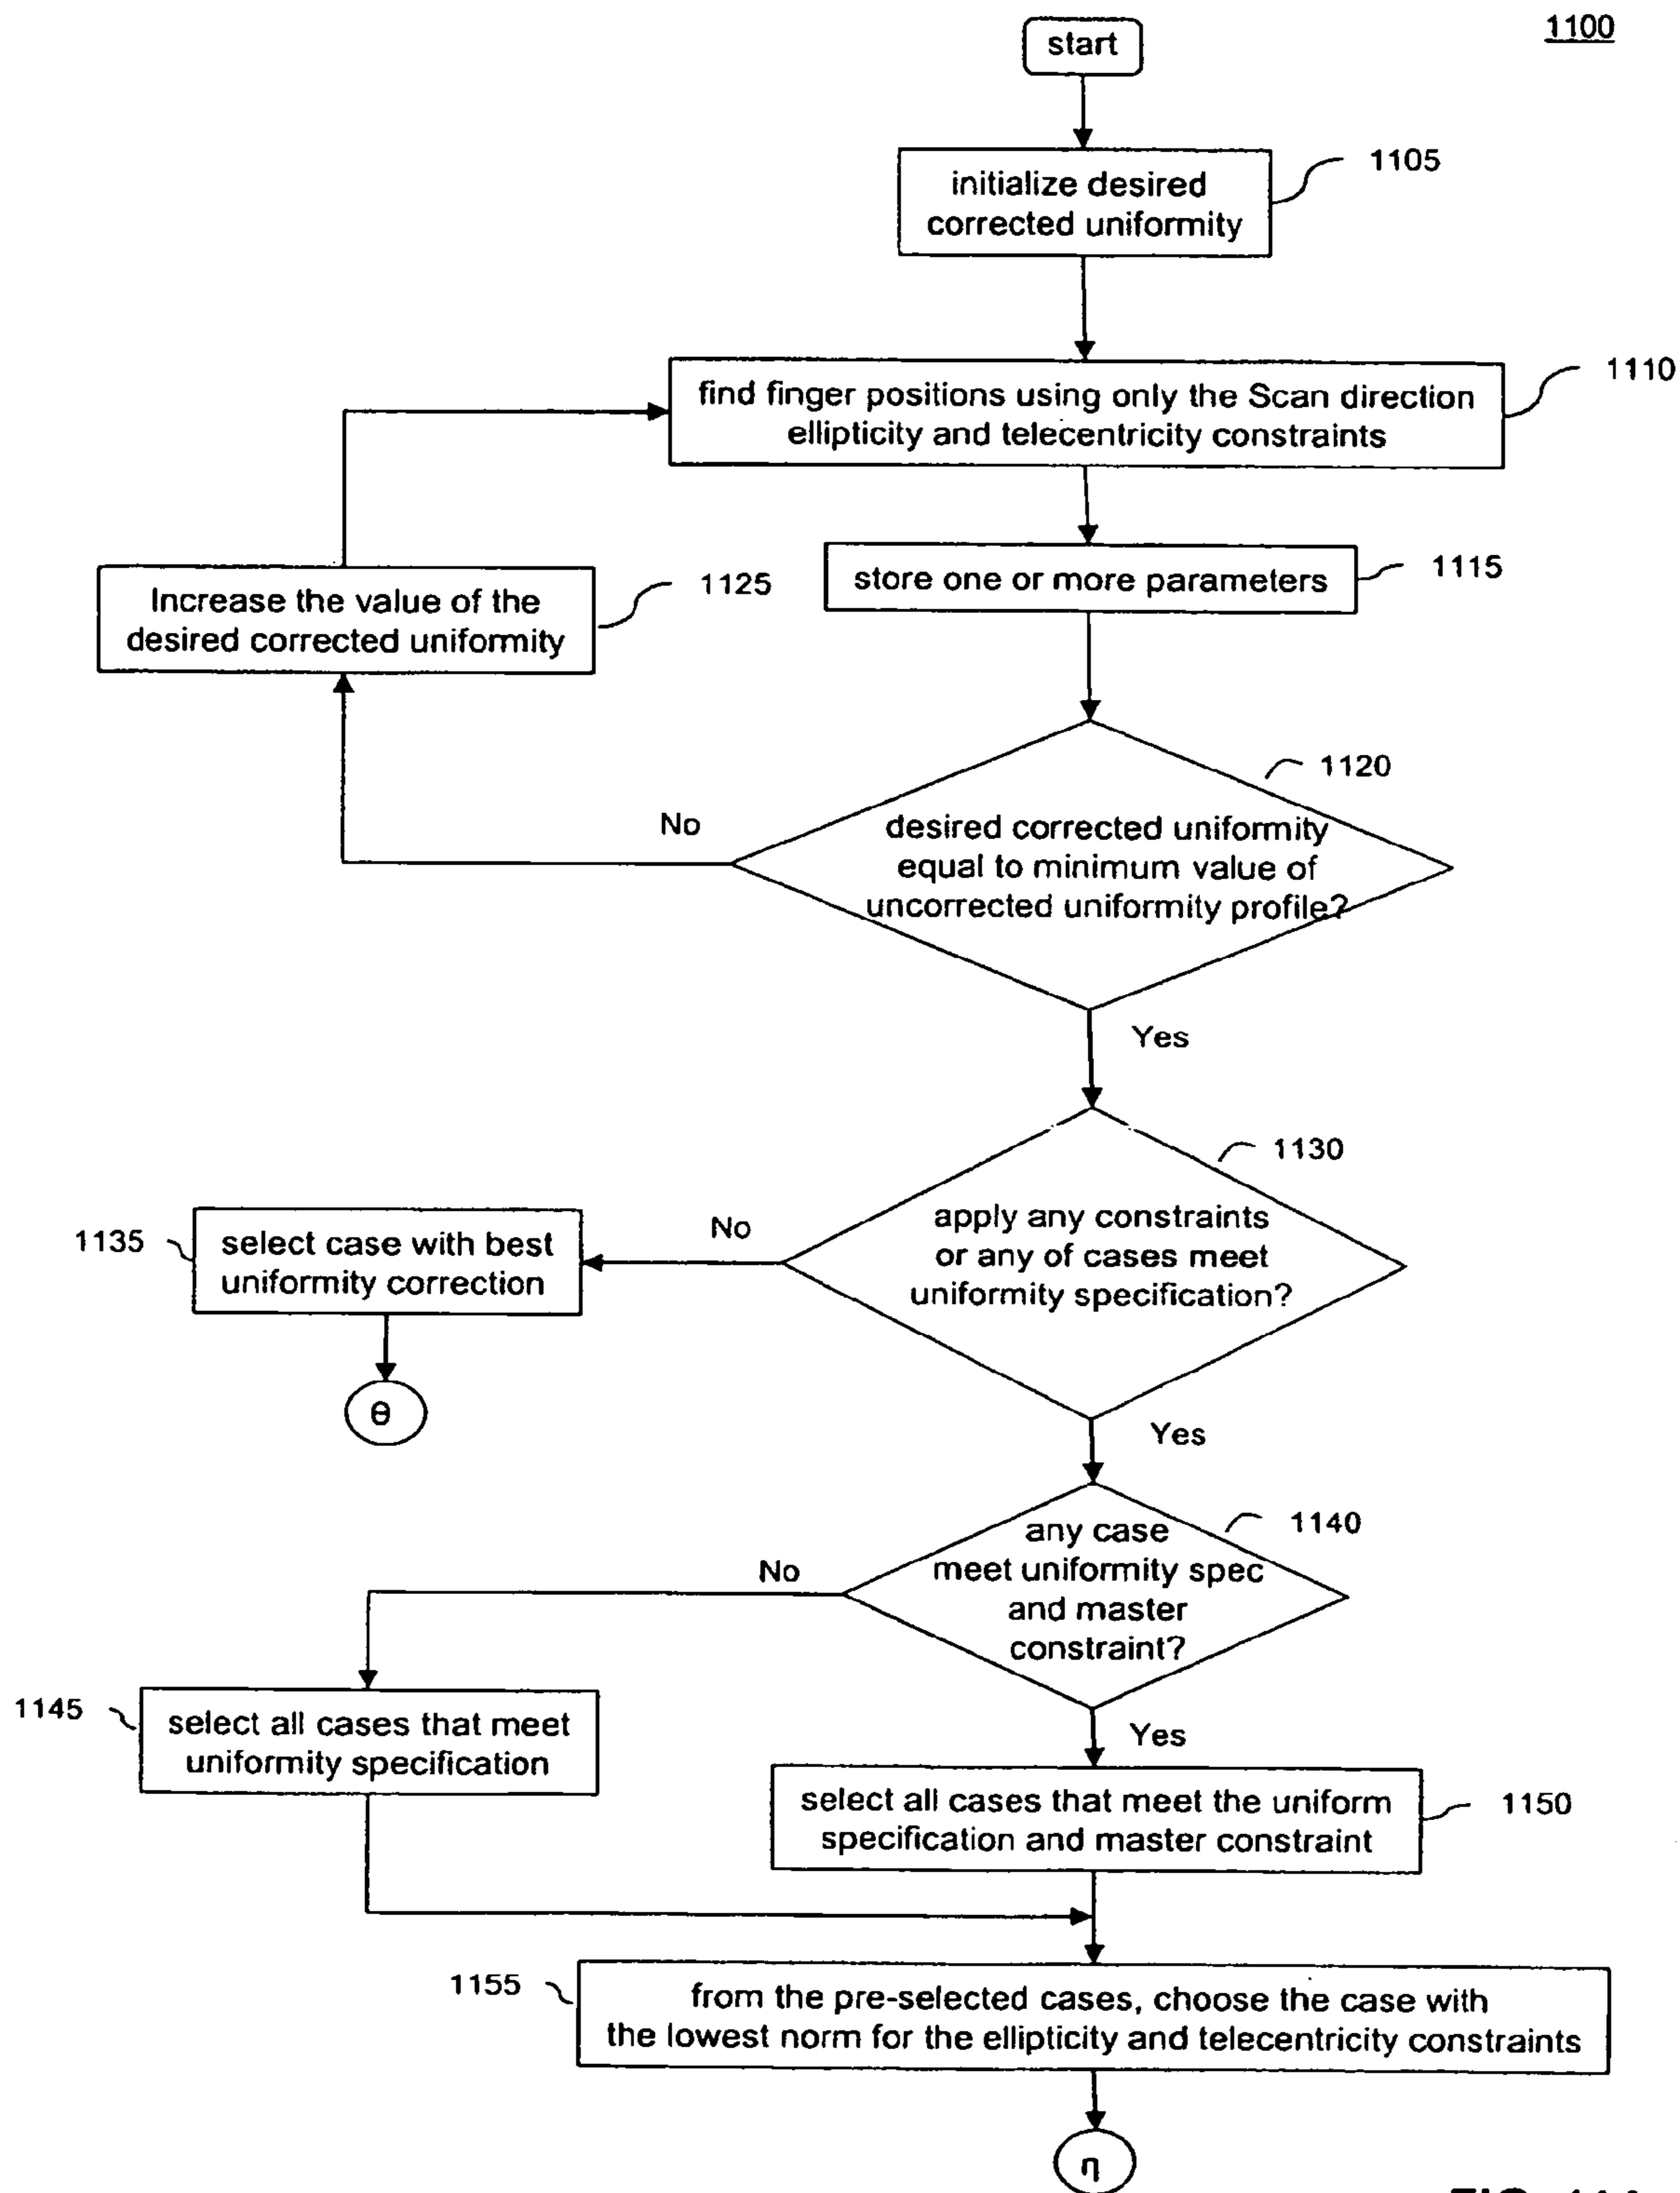 1100
start
initialize desired
corrected uniformity
1105
find finger positions using only the Scan direction
ellipticity and telecentricity constraints
1110
store one or more parameters
1115
Increase the value of the
desired corrected uniformity
1125
1120
desired corrected uniformity
equal to minimum value of
uncorrected uniformity profile?
No
Yes
1130
apply any constraints
or any of cases meet
uniformity specification?
No
1135
select case with best
uniformity correction
θ
Yes
1140
any case
meet uniformity spec
and master
constraint?
No
1145
select all cases that meet
uniformity specification
Yes
select all cases that meet the uniform
specification and master constraint
1150
1155
from the pre-selected cases, choose the case with
the lowest norm for the ellipticity and telecentricity constraints
η